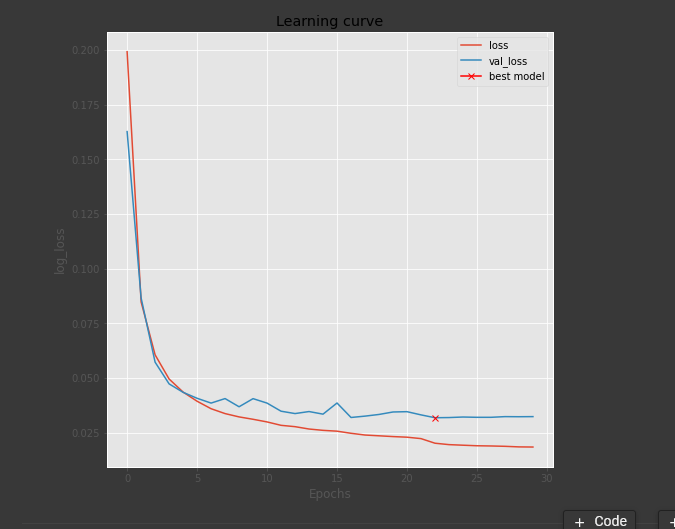 Learning curve
loss
val_loss
best model
0.200
0.175
0.150
0.125
0.100
0.075
0.050
0.025
log_loss
0 5 10 15 20 25 30
Epochs
+ Code
+